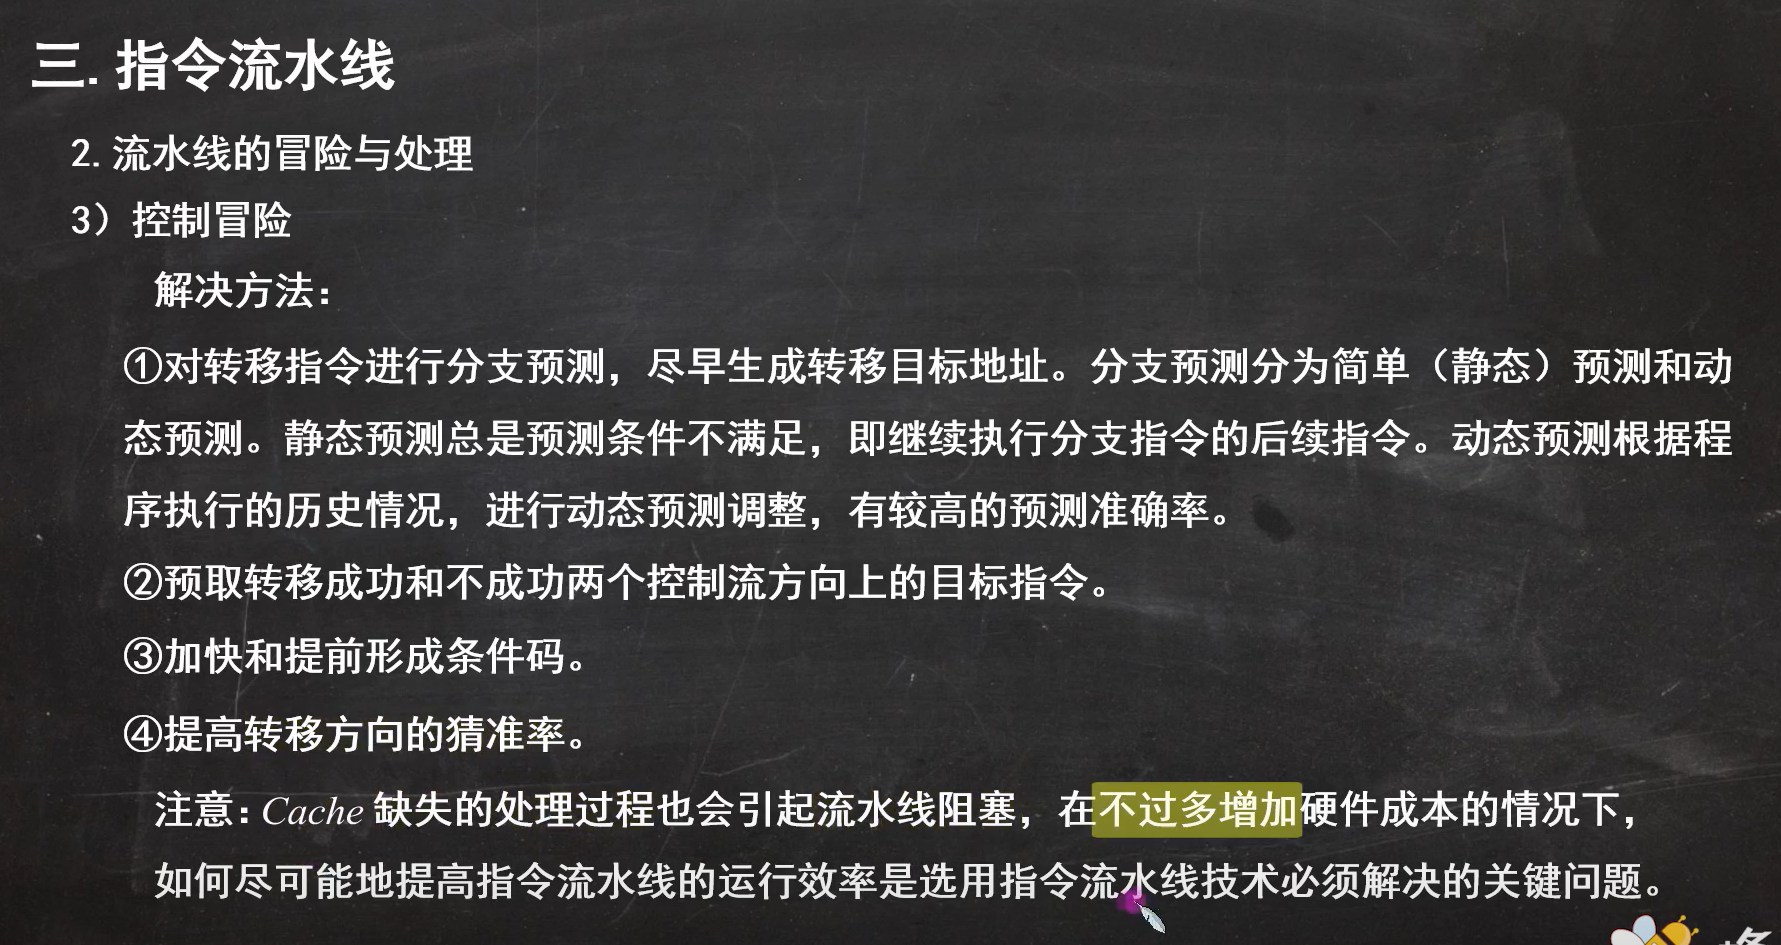 三. 指令流水线
2. 流水线的冒险与处理
3）控制冒险
解决方法：
①对转移指令进行分支预测，尽早生成转移目标地址。分支预测分为简单（静态）预测和动
态预测。静态预测总是预测条件不满足，即继续执行分支指令的后续指令。动态预测根据程
序执行的历史情况，进行动态预测调整，有较高的预测准确率。
②预取转移成功和不成功两个控制流方向上的目标指令。
③加快和提前形成条件码。
④提高转移方向的猜准率。
注意：Cache 缺失的处理过程也会引起流水线阻塞，在不过多增加硬件成本的情况下，
如何尽可能地提高指令流水线的运行效率是选用指令流水线技术必须解决的关键问题。